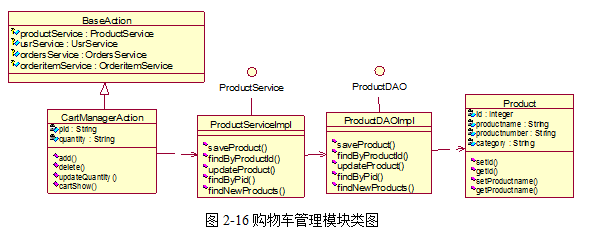 BaseAction
productService : ProductService
usrService : UsrService
ordersService : OrdersService
orderitemService : OrderitemService
CartManagerAction
pid : String
quantity : String
add()
delete()
updateQuantity()
cartShow()
ProductService
ProductServiceImpl
saveProduct()
findByProductId()
updateProduct()
findByPid()
findNewProducts()
ProductDAO
ProductDAOImpl
saveProduct()
findByProductId()
updateProduct()
findByPid()
findNewProducts()
Product
id : Integer
productname : String
productnumber : String
category : String
setId()
getId()
setProductname()
getProductname()
图 2-16 购物车管理模块类图